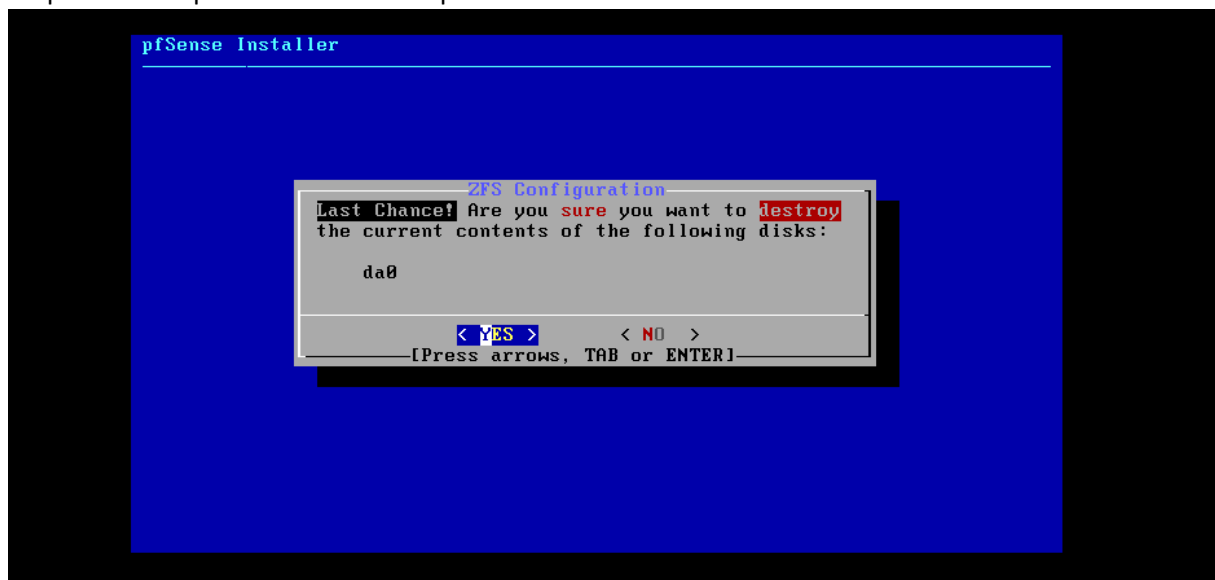 pfSense Installer
ZFS Configuration
Last Chance! Are you sure you want to destroy
the current contents of the following disks:
da0
< YES > < NO >
[Press arrows, TAB or ENTER]